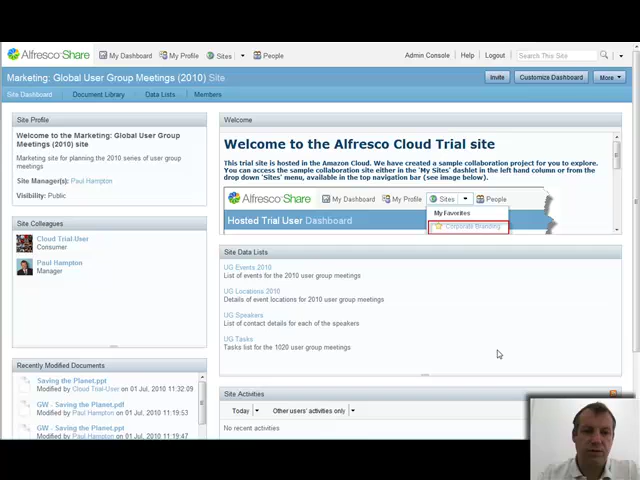 Alfresco Share My Dashboard My Profile Sites People Admin Console Help Logout Search This Site
Marketing: Global User Group Meetings (2010) Site Invite Customize Dashboard More
Site Dashboard Document Library Data Lists Members
Site Profile
Welcome to the Marketing: Global User Group
Meetings (2010) site
Marketing site for planning the 2010 series of user group
meetings
Site Manager(s): Paul Hampton
Visibility: Public
Site Colleagues
Cloud Trial User
Consumer
Paul Hampton
Manager
Recently Modified Documents
Saving the Planet.ppt
Modified by Cloud Trial-User on 01 Jul, 2010 11:32:09
GW - Saving the Planet.pdf
Modified by Paul Hampton on 01 Jul, 2010 11:19:53
GW - Saving the Planet.ppt
Modified by Paul Hampton on 01 Jul, 2010 11:19:47
Welcome
Welcome to the Alfresco Cloud Trial site
This trial is hosted in the Amazon Cloud. We have created a sample collaboration project for you to explore.
You can access the sample collaboration site either in the 'My Sites' dashlet in the left hand column or from the
drop down 'Sites' menu, available in the top navigation bar (see image below).
Alfresco Share My Dashboard My Profile Sites People
My Favorites
Hosted Trial User Dashboard
Corporate Branding
Site Data Lists
UG Events 2010
List of events for the 2010 user group meetings
UG Locations 2010
Details of event locations for 2010 user group meetings
UG Speakers
List of contact details for each of the speakers
UG Tasks
Tasks list for the 1020 user group meetings
Site Activities
Today Other users' activities only
No recent activities